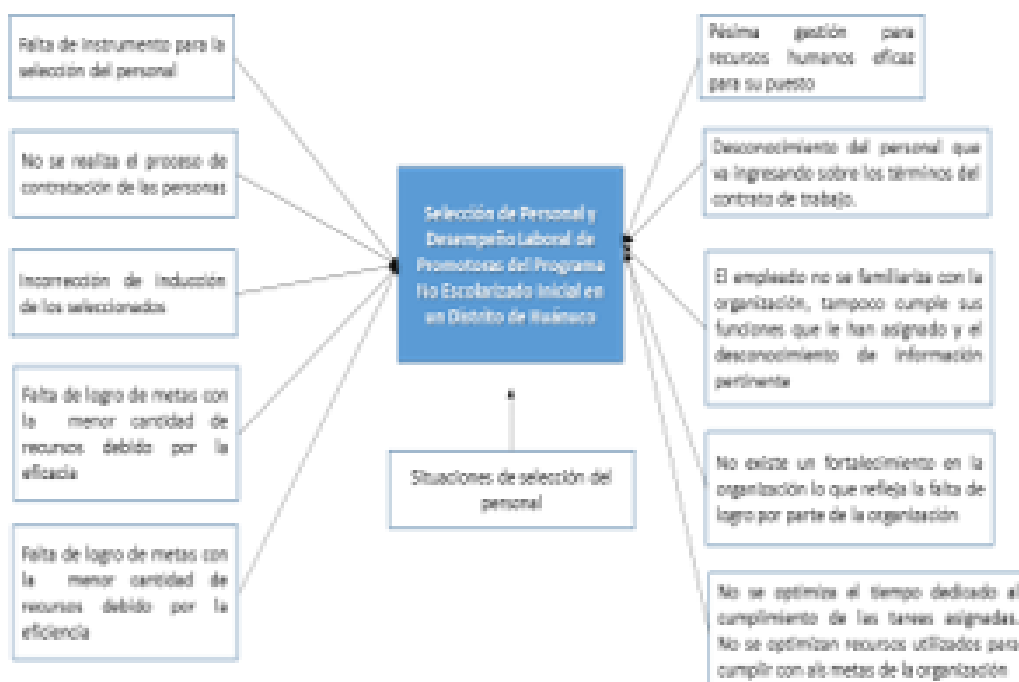 Falta de instrumento para la
selección del personal
No se realiza el proceso de
contratación de las personas
Incorrección de inducción
de los seleccionados
Falta de logro de metas con
la menor cantidad de
recursos debido por la
eficacia
Falta de logro de metas con
la menor cantidad de
recursos debido por la
eficiencia
Selección de Personal y
Desempeño Laboral de
Promotoras del Programa
No Escolarizado Inicial en
un Distrito de Huánuco
Situaciones de selección del
personal
Pésima gestión para
recursos humanos eficaz
para su puesto
Desconocimiento del personal que
va ingresando sobre los términos del
contrato de trabajo.
El empleado no se familiariza con la
organización, tampoco cumple sus
funciones que le han asignado y el
desconocimiento de información
pertinente
No existe un fortalecimiento en la
organización lo que refleja la falta de
logro por parte de la organización
No se optimiza el tiempo dedicado al
cumplimiento de las tareas asignadas.
No se optimizan recursos utilizados para
cumplir con als metas de la organización